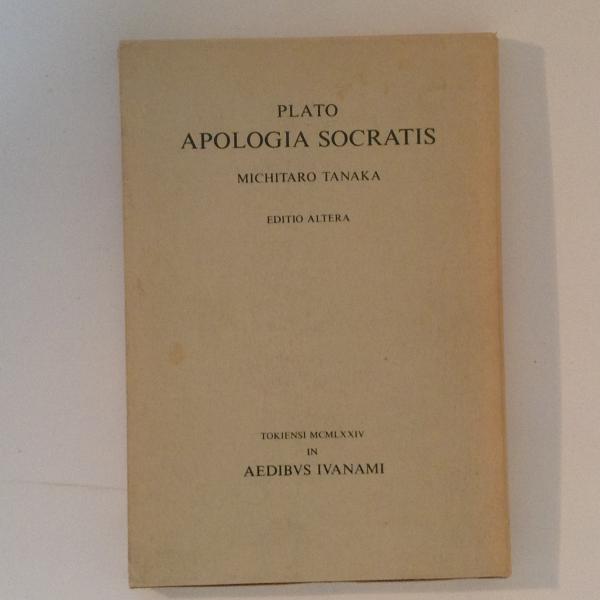 PLATO
APOLOGIA SOCRATIS
MICHITARO TANAKA
EDITIO ALTERA
TOKIENSI MCMLXXIV
IN
AEDIBVS IVANAMI